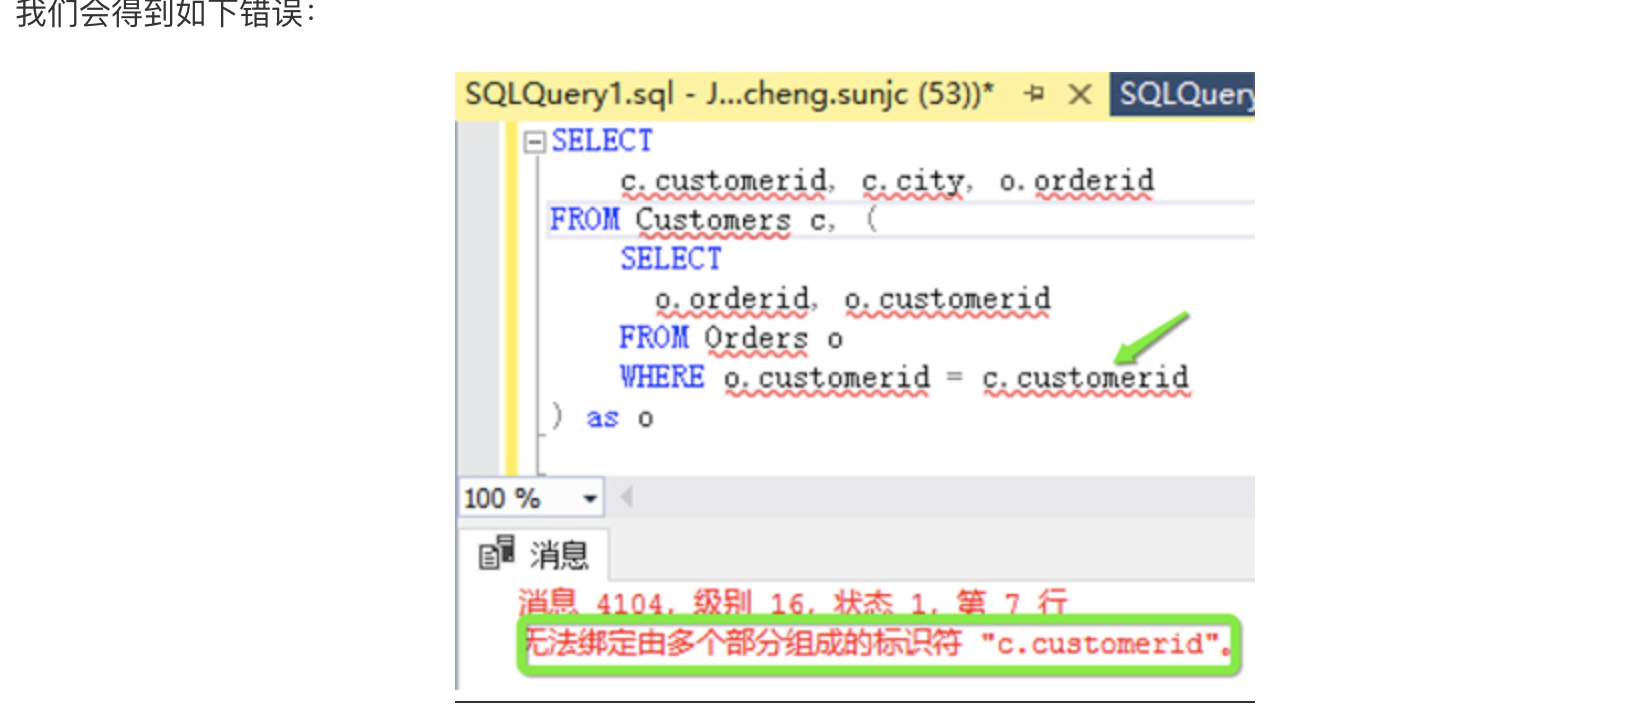 我们会得到如下错误：
SQLQuery1.sql - J...cheng.sunjc (53))* SQLQuery
SELECT
c.customerid, c.city, o.orderid
FROM Customers c, (
SELECT
o.orderid, o.customerid
FROM Orders o
WHERE o.customerid = c.customerid
) as o
100 %
消息
消息 4104, 级别 16, 状态 1, 第 7 行
无法绑定由多个部分组成的标识符 "c.customerid"。